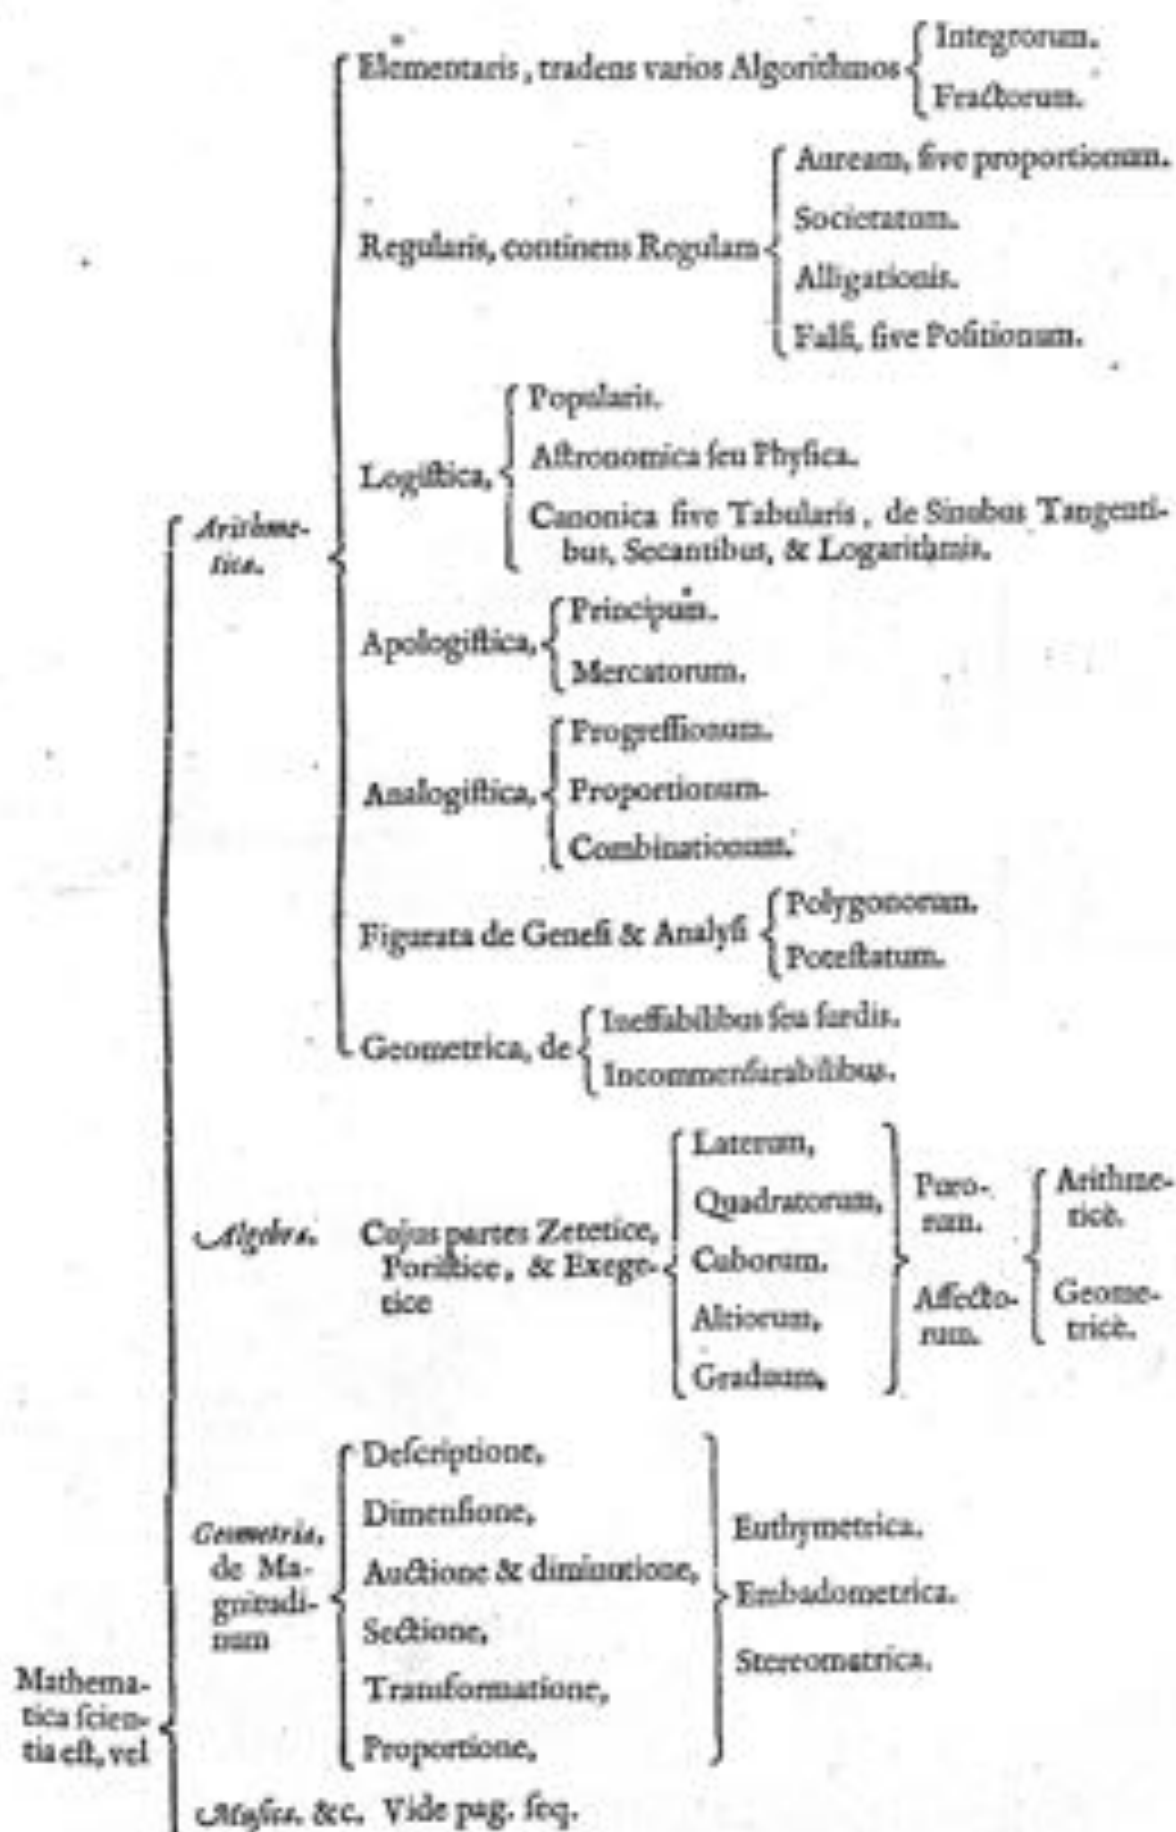 Elementaris, tradens varios Algorithmos
Integrorum.
Fractorum.
Regularis, continens Regulam
Auream, ſive proportionum.
Societatum.
Alligationis.
Falſi, ſive Poſitionum.
Logiſtica,
Popularis.
Aſtronomica ſeu Phyſica.
Canonica ſive Tabularis, de Sinubus Tangenti-
bus, Secantibus, & Logarithmis.
Arithme-
tica.
Apologiſtica,
Principum.
Mercatorum.
Analogiſtica,
Progreſſionum.
Proportionum.
Combinationum.
Figurata de Geneſi & Analyſi
Polygonorum.
Poteſtatum.
Geometrica, de
Ineffabilibus ſeu ſurdis.
Incommenſurabilibus.
Algebra.
Cujus partes Zetetice,
Poriſtice, & Exege-
tice
Laterum,
Quadratorum,
Cuborum.
Altiorum,
Graduum,
Puro-
rum.
Affecto-
rum.
Arithme-
ticè.
Geome-
tricè.
Geometria,
de Ma-
gnitudi-
num
Deſcriptione,
Dimenſione,
Auctione & diminutione,
Sectione,
Transformatione,
Proportione,
Euthymetrica.
Embadometrica.
Stereometrica.
Mathema-
tica ſcien-
tia eſt, vel
Muſica. &c. Vide pag. ſeq.